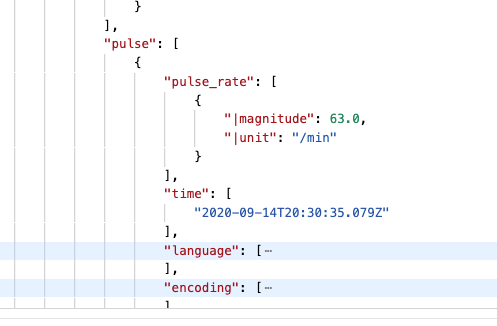 }
],
"pulse": [
{
"pulse_rate": [
{
"|magnitude": 63.0,
"|unit": "/min"
}
],
"time": [
"2020-09-14T20:30:35.079Z"
],
"language": [⋯
],
"encoding": [⋯
]